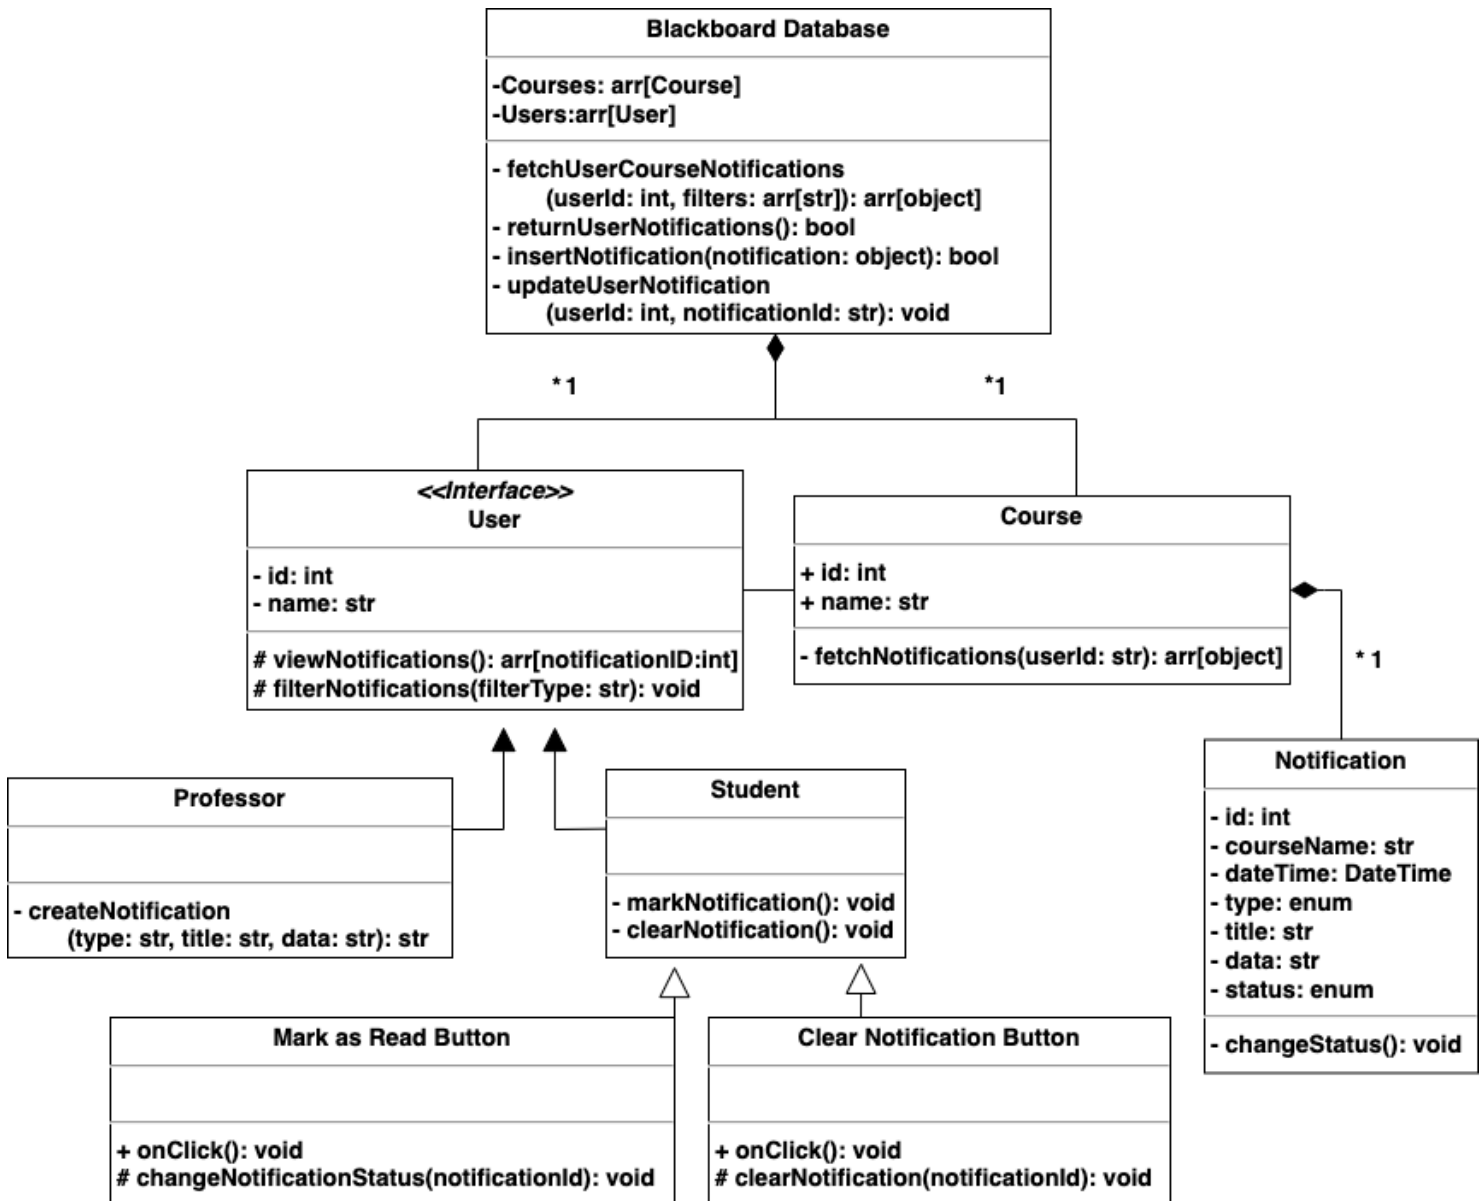 Blackboard Database
-Courses: arr[Course]
-Users:arr[User]
- fetchUserCourseNotifications
(userId: int, filters: arr[str]): arr[object]
- returnUserNotifications(): bool
- insertNotification(notification: object): bool
- updateUserNotification
(userId: int, notificationId: str): void
* 1
*1
<<Interface>>
User
- id: int
- name: str
# viewNotifications(): arr[notificationID:int]
# filterNotifications(filterType: str): void
Course
+ id: int
+ name: str
- fetchNotifications(userId: str): arr[object]
* 1
Professor
- createNotification
(type: str, title: str, data: str): str
Student
- markNotification(): void
- clearNotification(): void
Notification
- id: int
- courseName: str
- dateTime: DateTime
- type: enum
- title: str
- data: str
- status: enum
- changeStatus(): void
Mark as Read Button
+ onClick(): void
# changeNotificationStatus(notificationId): void
Clear Notification Button
+ onClick(): void
# clearNotification(notificationId): void